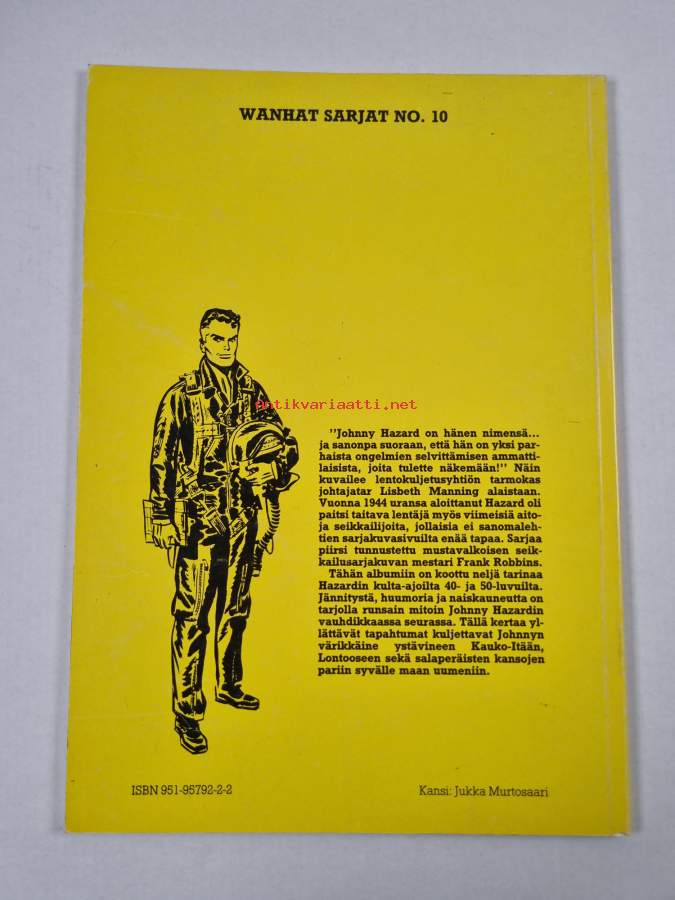 WANHAT SARJAT NO. 10
antikvariaatti.net
"Johnny Hazard on hänen nimensä...
ja sanonpa suoraan, että hän on yksi par-
haista ongelmien selvittämisen ammatti-
laisista, joita tulette näkemään!" Näin
kuvailee lentokuljetusyhtiön tarmokas
johtajatar Lisbeth Manning alaistaan.
Vuonna 1944 uransa aloittanut Hazard oli
paitsi taitava lentäjä myös viimeisiä aito-
ja seikkailijoita, jollaisia ei sanomaleh-
tien sarjakuvasivuilta enää tapaa. Sarjaa
piirsi tunnustettu mustavalkoisen seik-
kailusarjakuvan mestari Frank Robbins.
Tähän albumiin on koottu neljä tarinaa
Hazardin kulta-ajoilta 40- ja 50-luvuilta.
Jännitystä, huumoria ja naiskauneutta on
tarjolla runsain mitoin Johnny Hazardin
vauhdikkaassa seurassa. Tällä kertaa yl-
lättävät tapahtumat kuljettavat Johnnyn
värikkäine ystävineen Kauko-Itään,
Lontooseen sekä salaperäisten kansojen
pariin syvälle maan uumeniin.
ISBN 951-95792-2-2
Kansi: Jukka Murtosaari